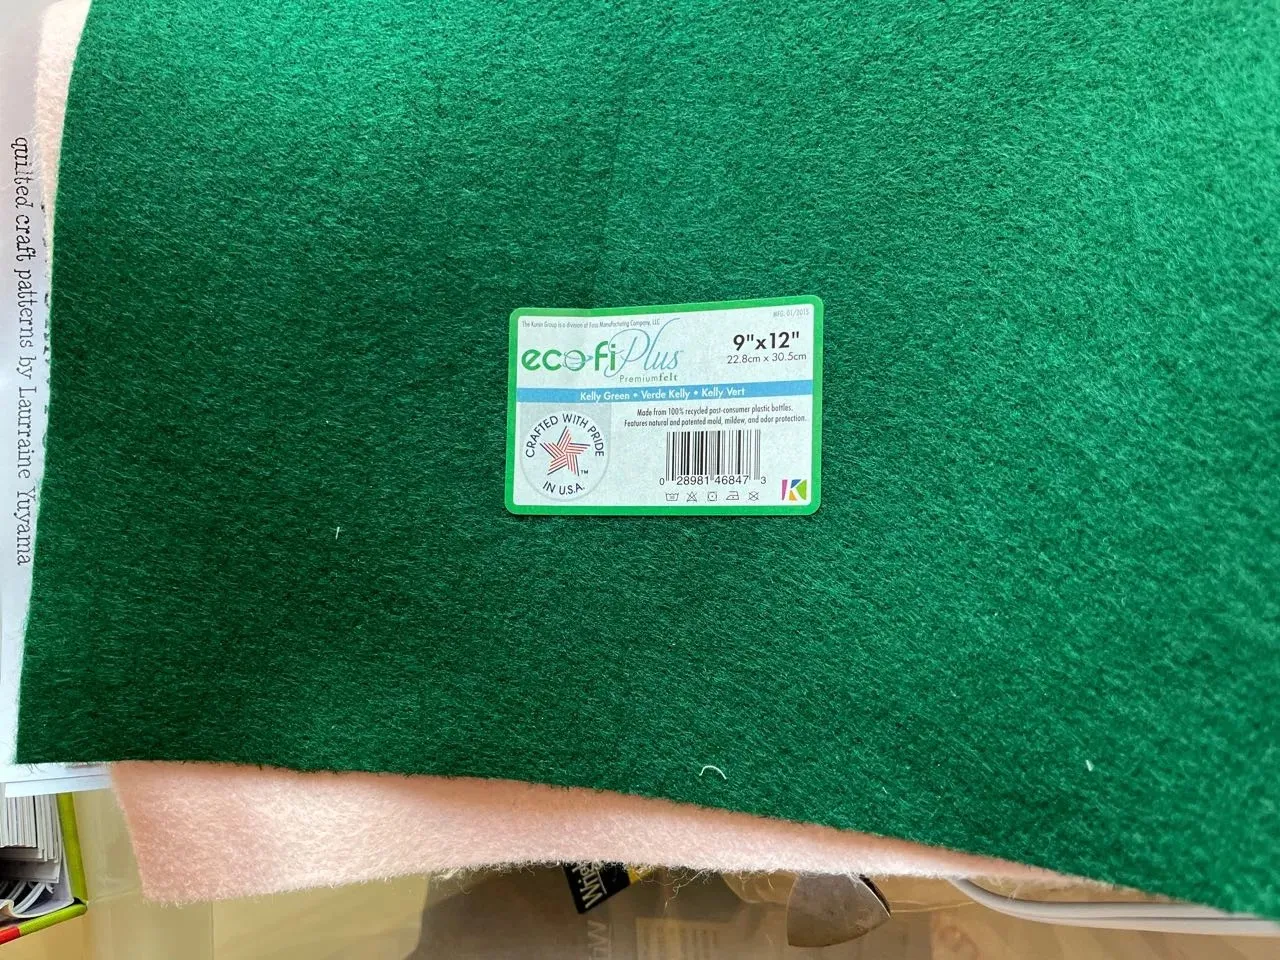 quilted craft patterns by Laurraine Yuyama
The Kunin Group is a division of Foss Manufacturing Company, LLC
MFG. 01/2015
eco-fi Plus™
Premiumfelt
9"x12"
22.8cm x 30.5cm
Kelly Green • Verde Kelly • Kelly Vert
CRAFTED WITH PRIDE
IN U.S.A.
™
Made from 100% recycled post-consumer plastic bottles.
Features natural and patented mold, mildew, and odor protection.
0 28981 46847 3
K